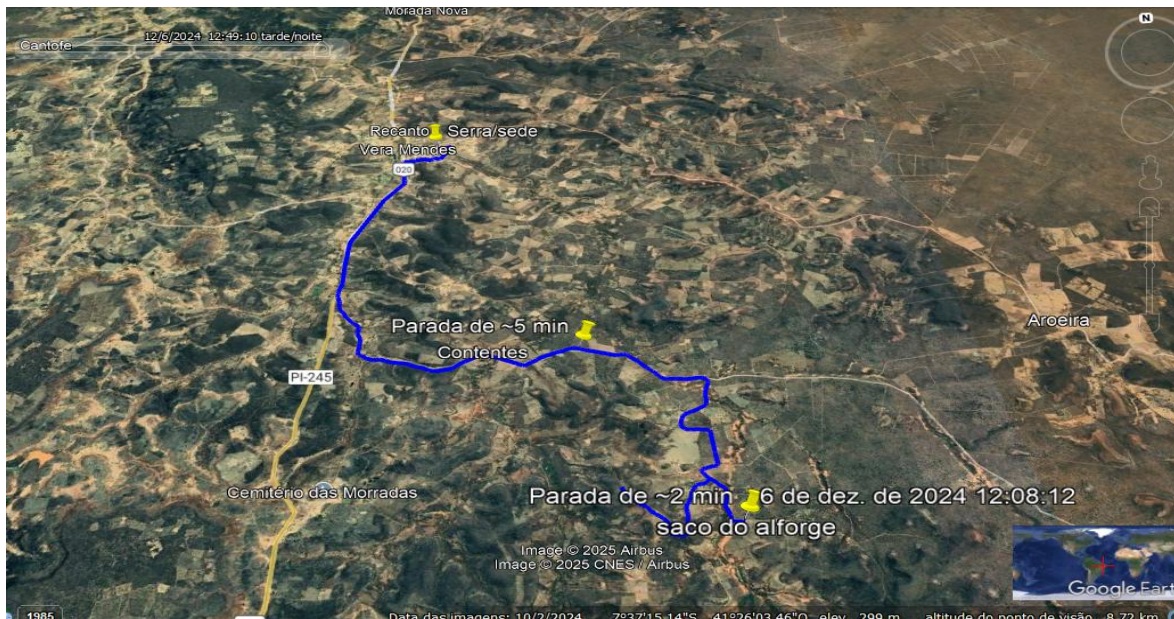 Morada Nova
12/6/2024 12:49:10 tarde/noite
Cantofe
Recanto
Serra/sede
Vera Mendes
020
Parada de ~5 min
Contentes
Aroeira
PI-245
Cemitério das Morradas
Parada de ~2 min
6 de dez. de 2024 12:08:12
saco do alforge
Image © 2025 Airbus
Image © 2025 CNES / Airbus
N
Google Eart
1985
Data das imagens: 10/2/2024 7°37'15.14"S 41°26'03.46"O elev 299 m altitude do ponto de visão 8.72 km